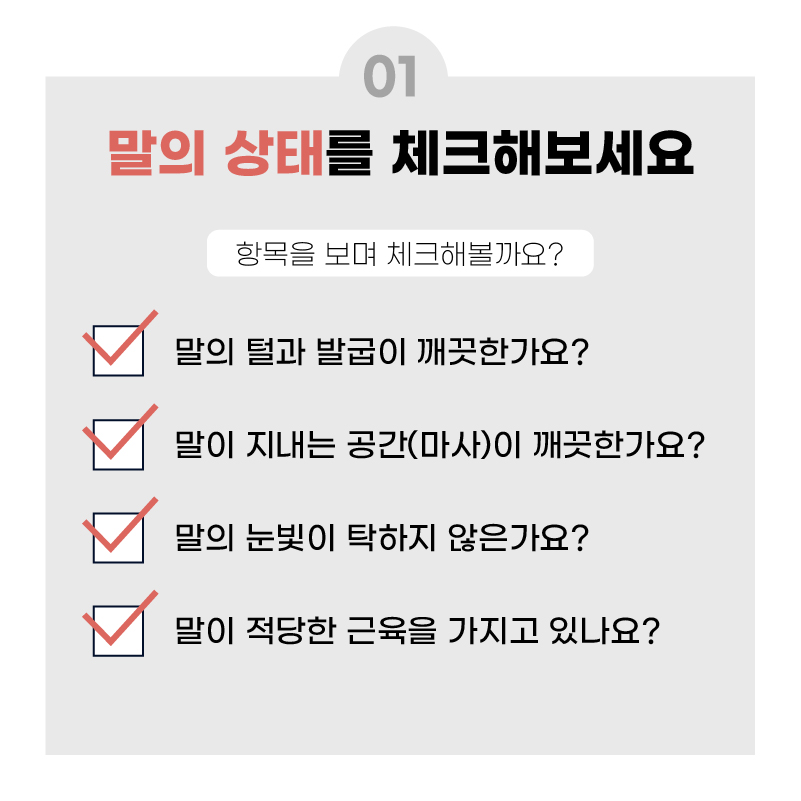 01
말의 상태를 체크해보세요
항목을 보며 체크해볼까요?
말의 털과 발굽이 깨끗한가요?
말이 지내는 공간(마사)이 깨끗한가요?
말의 눈빛이 탁하지 않은가요?
말이 적당한 근육을 가지고 있나요?